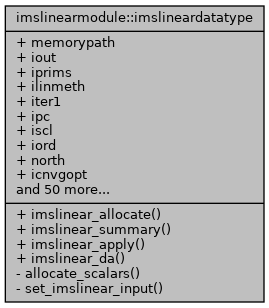 imslinearmodule::imslineardatatype
+ memorypath
+ iout
+ iprims
+ ilinmeth
+ iter1
+ ipc
+ iscl
+ iord
+ north
+ icnvgopt
and 50 more...
+ imslinear_allocate()
+ imslinear_summary()
+ imslinear_apply()
+ imslinear_da()
- allocate_scalars()
- set_imslinear_input()